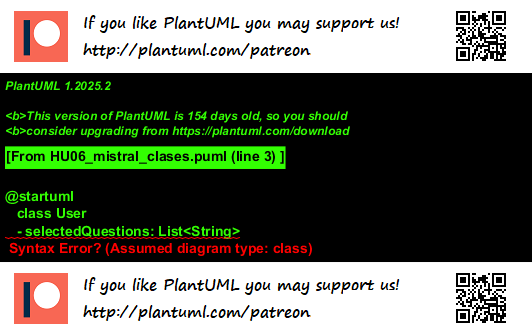 If you like PlantUML you may support us!
http://plantuml.com/patreon
PlantUML 1.2025.2
<b>This version of PlantUML is 154 days old, so you should
<b>consider upgrading from https://plantuml.com/download
[From HU06_mistral_clases.puml (line 3) ]
@startuml
class User
- selectedQuestions: List<String>
Syntax Error? (Assumed diagram type: class)
If you like PlantUML you may support us!
http://plantuml.com/patreon